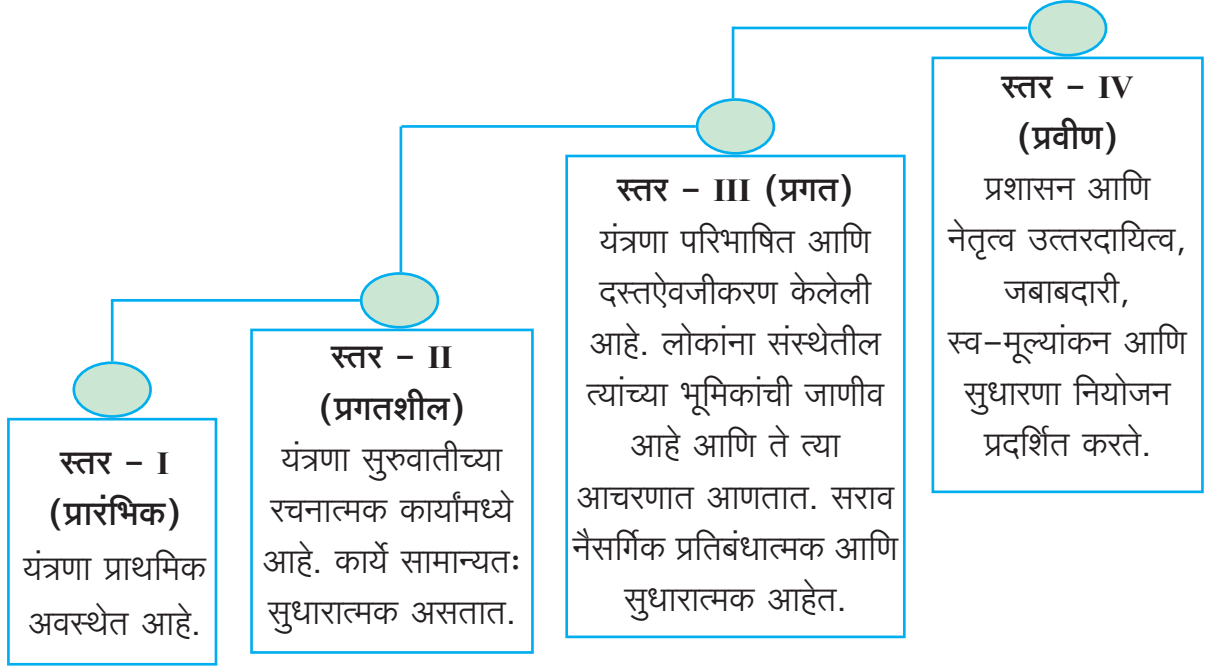 स्तर – I
(प्रारंभिक)
यंत्रणा प्राथमिक
अवस्थेत आहे.
स्तर – II
(प्रगतशील)
यंत्रणा सुरुवातीच्या
रचनात्मक कार्यांमध्ये
आहे. कार्ये सामान्यतः
सुधारात्मक असतात.
स्तर – III (प्रगत)
यंत्रणा परिभाषित आणि
दस्तऐवजीकरण केलेली
आहे. लोकांना संस्थेतील
त्यांच्या भूमिकांची जाणीव
आहे आणि ते त्या
आचरणात आणतात. सराव
नैसर्गिक प्रतिबंधात्मक आणि
सुधारात्मक आहेत.
स्तर – IV
(प्रवीण)
प्रशासन आणि
नेतृत्व उत्तरदायित्व,
जबाबदारी,
स्व–मूल्यांकन आणि
सुधारणा नियोजन
प्रदर्शित करते.